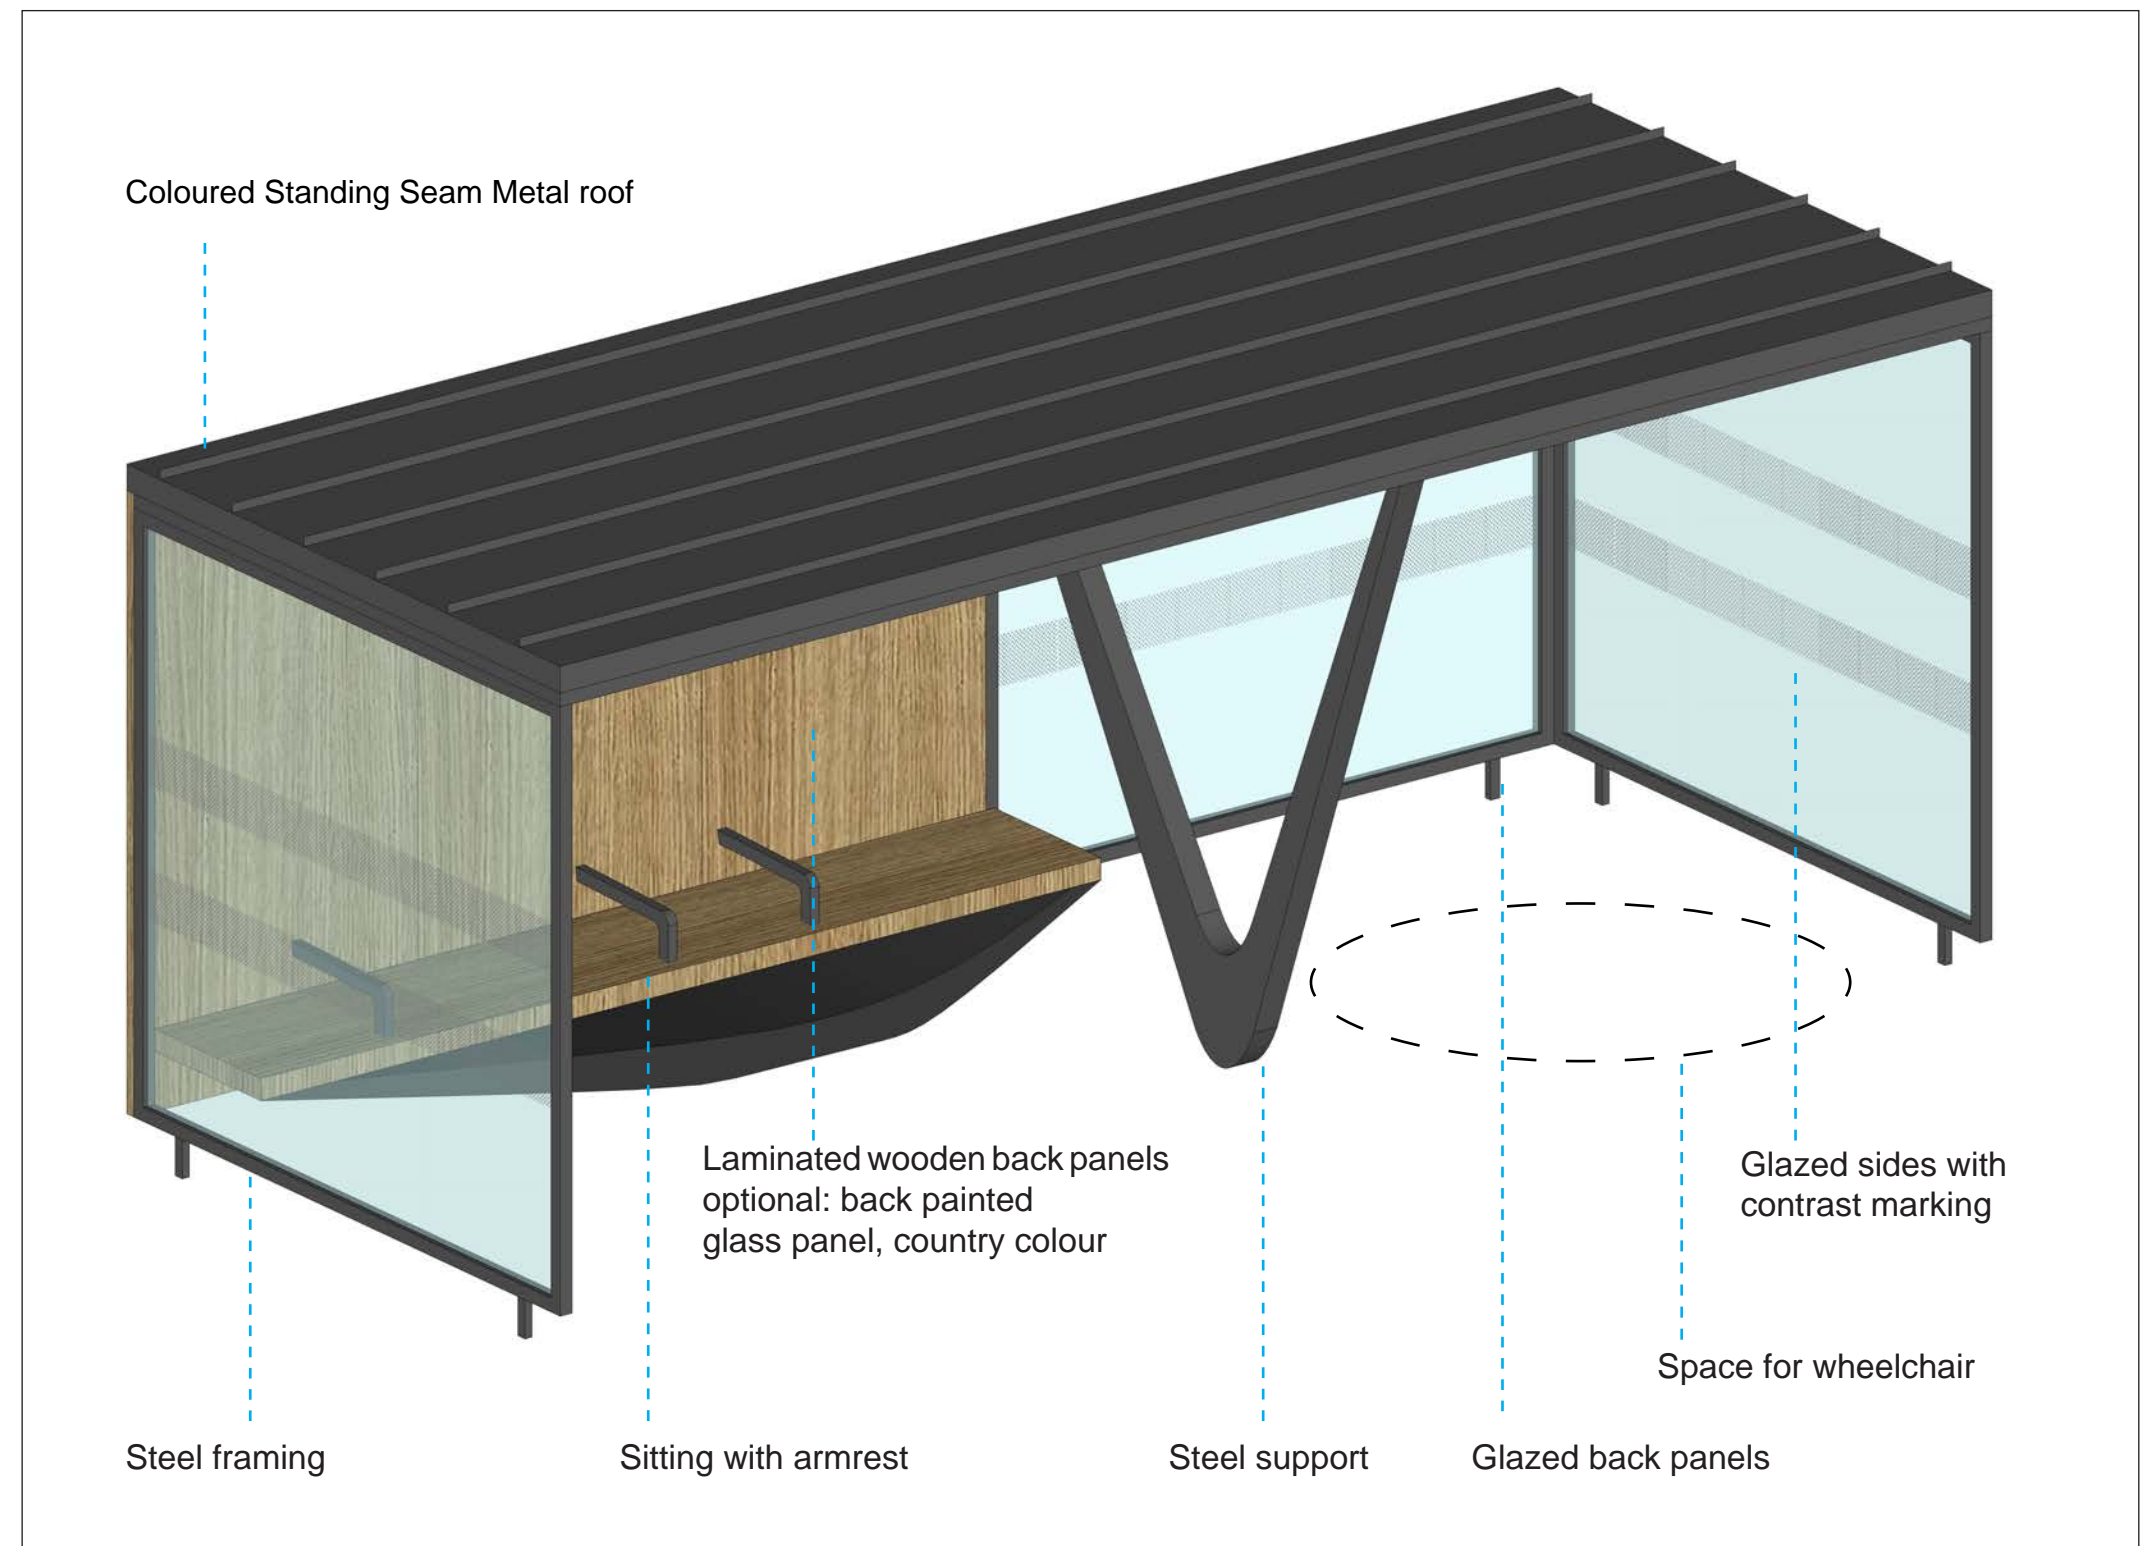 Coloured Standing Seam Metal roof
Laminated wooden back panels
optional: back painted
glass panel, country colour
Glazed sides with
contrast marking
Space for wheelchair
Steel framing
Sitting with armrest
Steel support
Glazed back panels